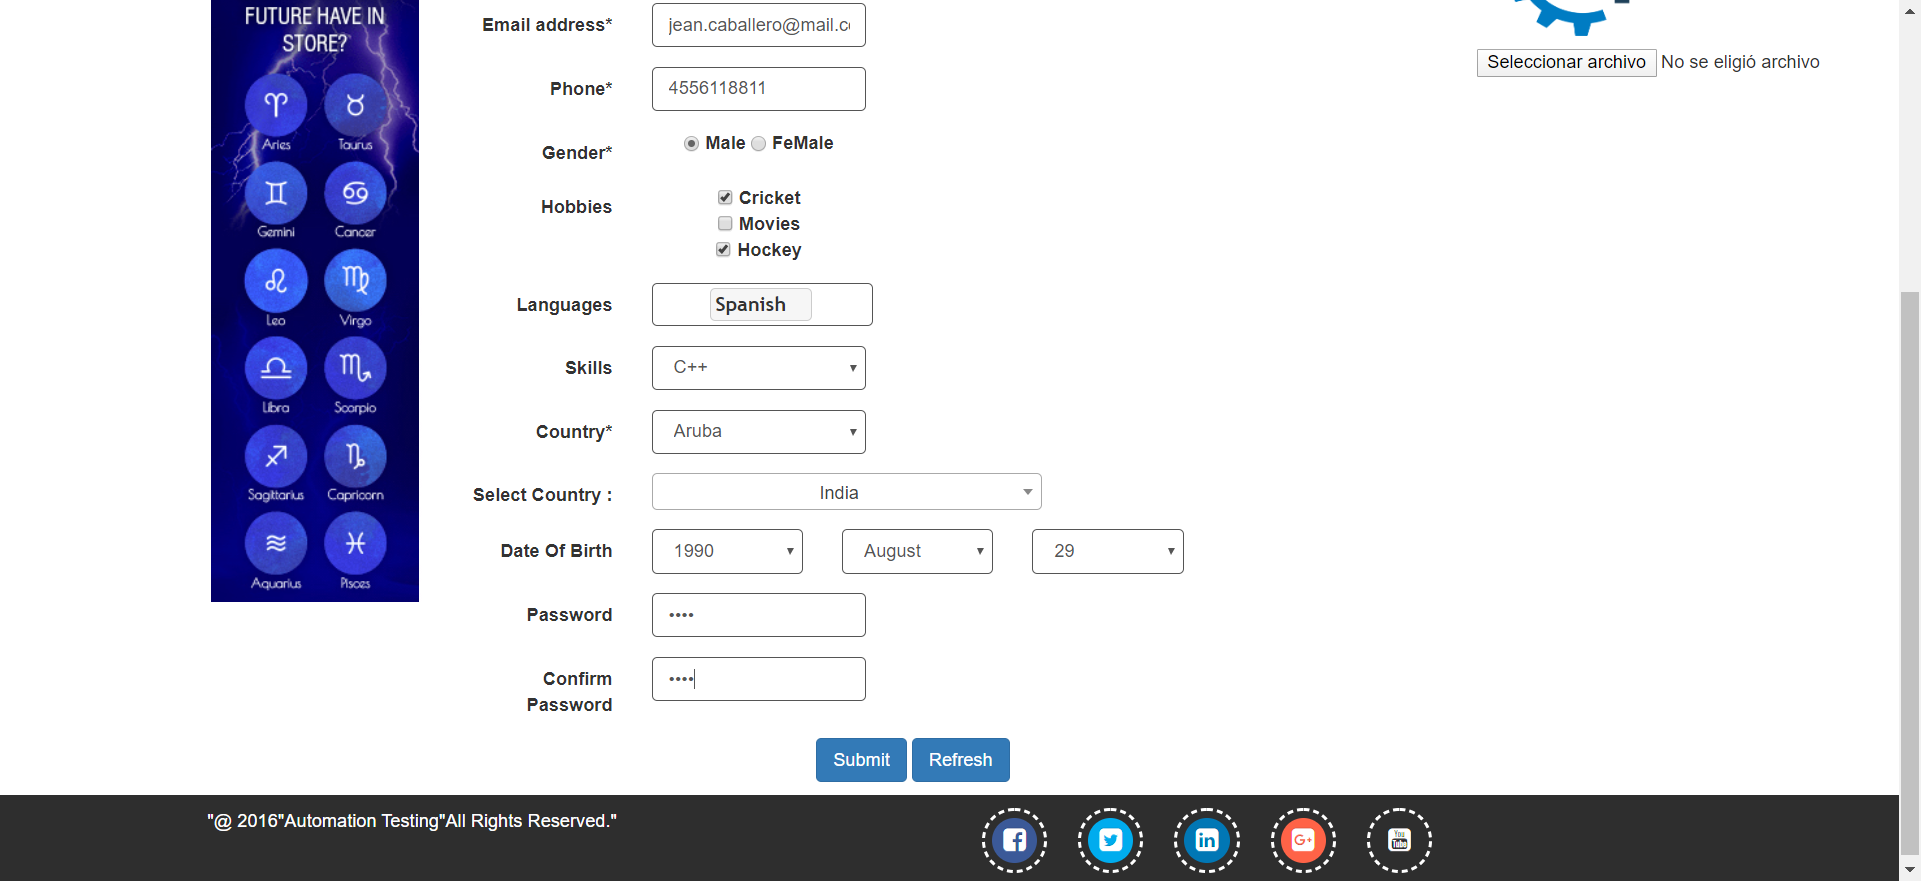 FUTURE HAVE IN
STORE?
Aries
Taurus
Gemini
Cancer
Leo
Virgo
Libra
Scorpio
Sagittarius
Capricorn
Aquarius
Pisces
Email address*
jean.caballero@mail.c
Phone*
4556118811
Gender*
Male FeMale
Hobbies
Cricket
Movies
Hockey
Languages
Spanish
Skills
C++
Country*
Aruba
Select Country :
India
Date Of Birth
1990 August 29
Password
••••
Confirm
Password
••••
Submit Refresh
Seleccionar archivo No se eligió archivo
"@ 2016"Automation Testing"All Rights Reserved."
f
in
G+
You
Tube